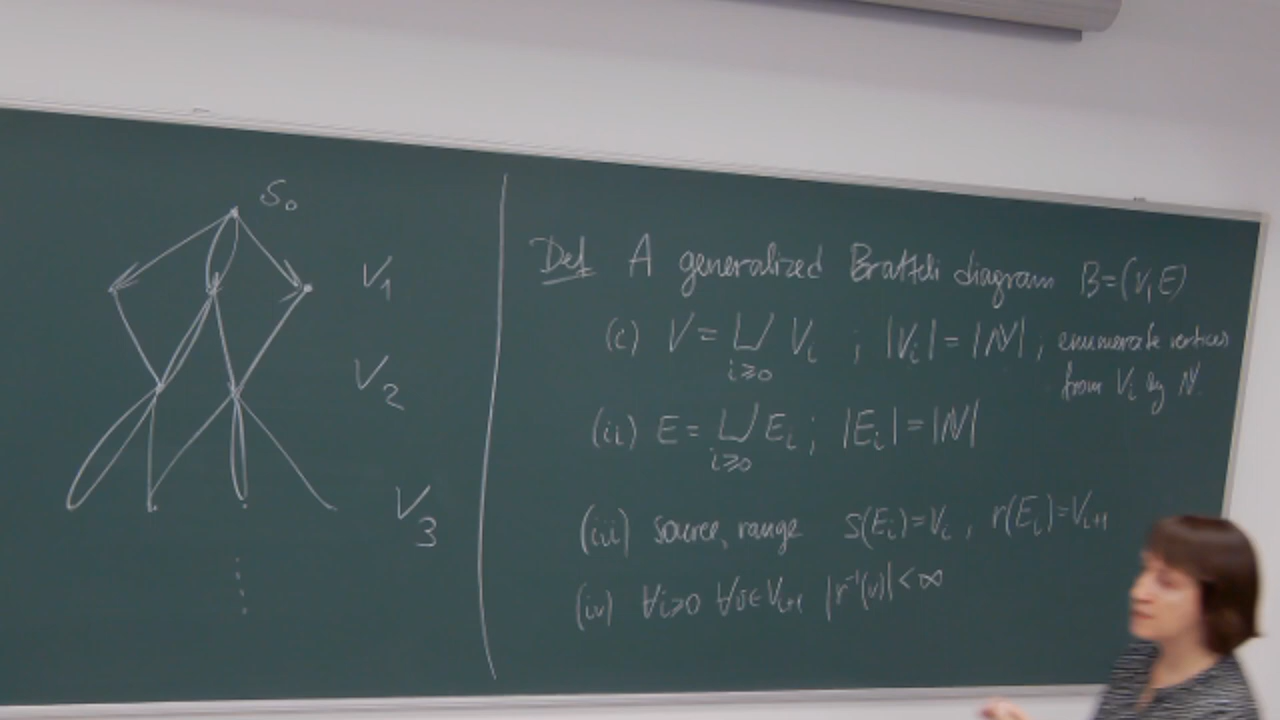 S₀
V₁
V₂
V₃
Def A generalized Bratteli diagram B=(V,E)
(i) V = ⊔ Vᵢ ; |Vᵢ| = |ℕ| ; enumerate vertices
i⩾0
from Vᵢ by ℕ.
(ii) E = ⊔ Eᵢ ; |Eᵢ| = |ℕ|
i⩾0
(iii) source, range s(Eᵢ)=Vᵢ , r(Eᵢ)=Vᵢ₊₁
(iv) ∀i⩾0 ∀v∈Vᵢ₊₁ |r⁻¹(v)| < ∞